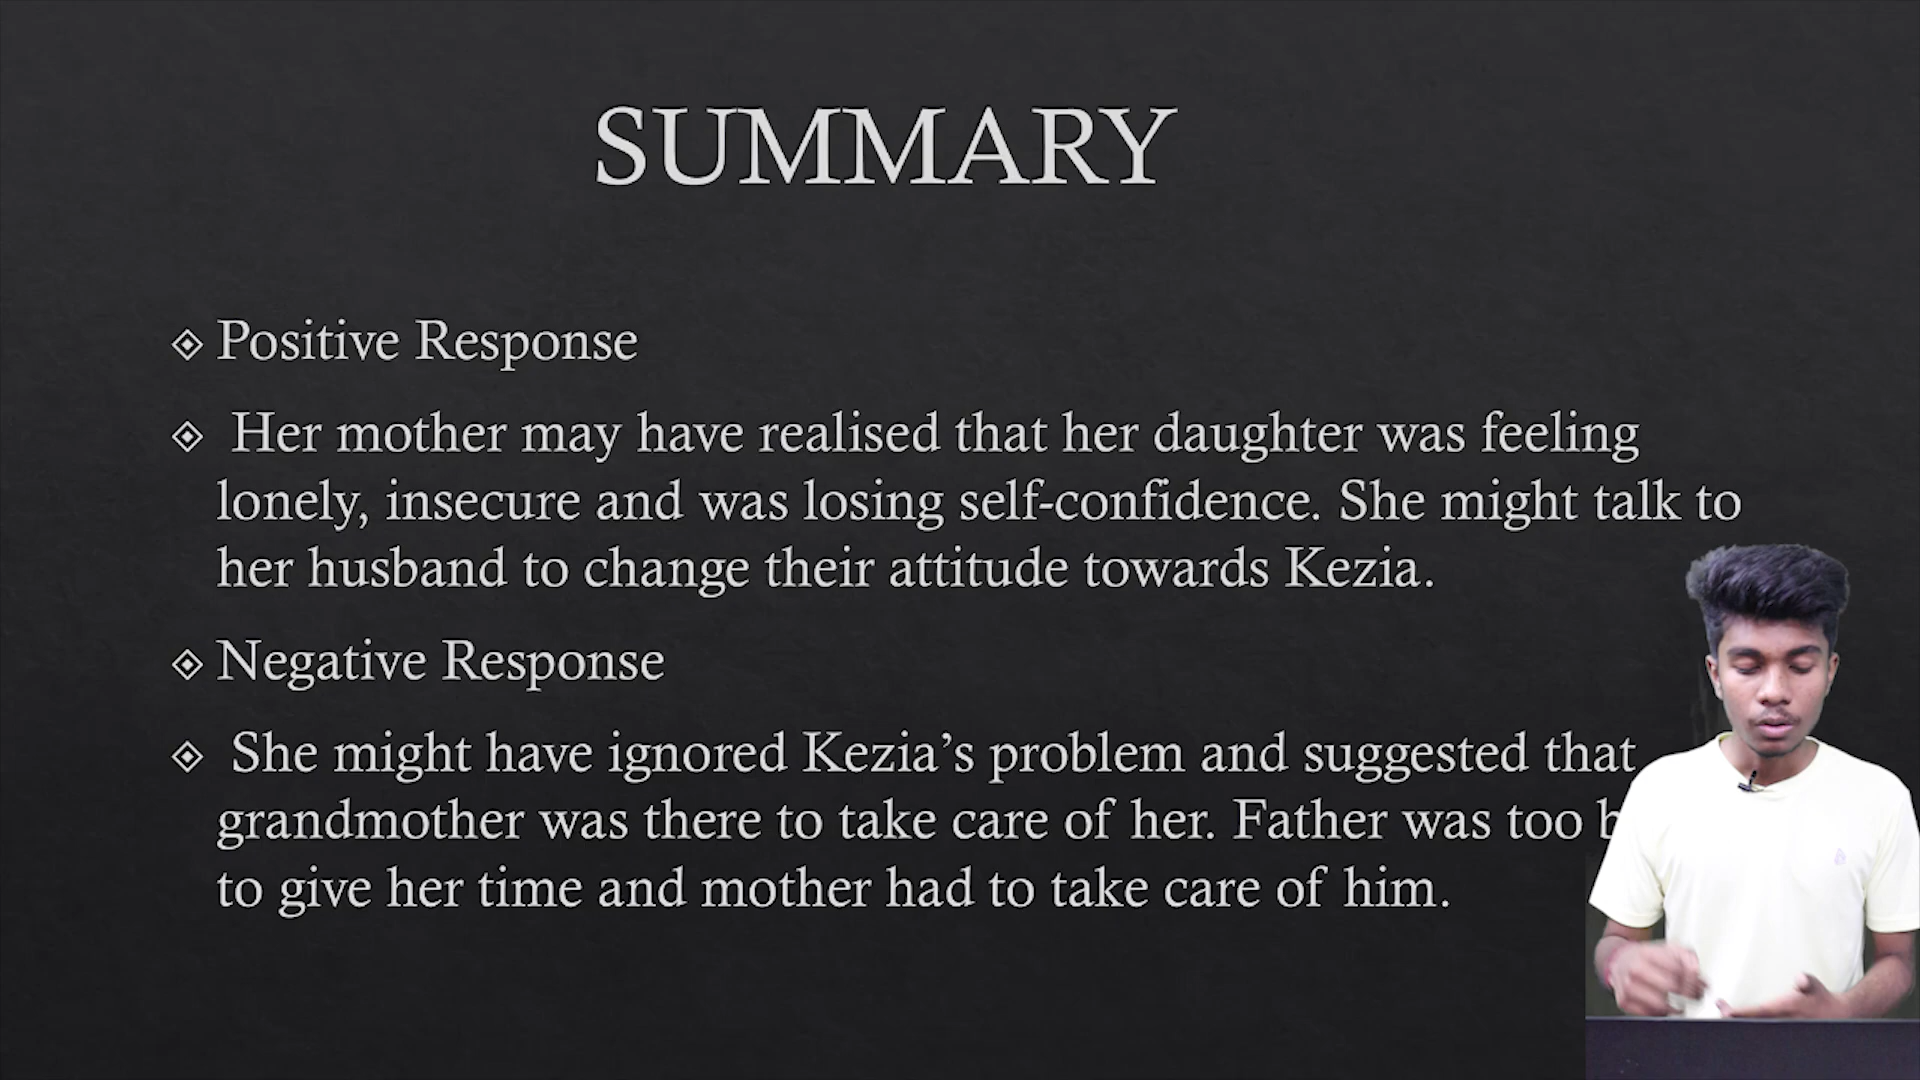 SUMMARY
Positive Response
Her mother may have realised that her daughter was feeling
lonely, insecure and was losing self-confidence. She might talk to
her husband to change their attitude towards Kezia.
Negative Response
She might have ignored Kezia’s problem and suggested that
grandmother was there to take care of her. Father was too
to give her time and mother had to take care of him.